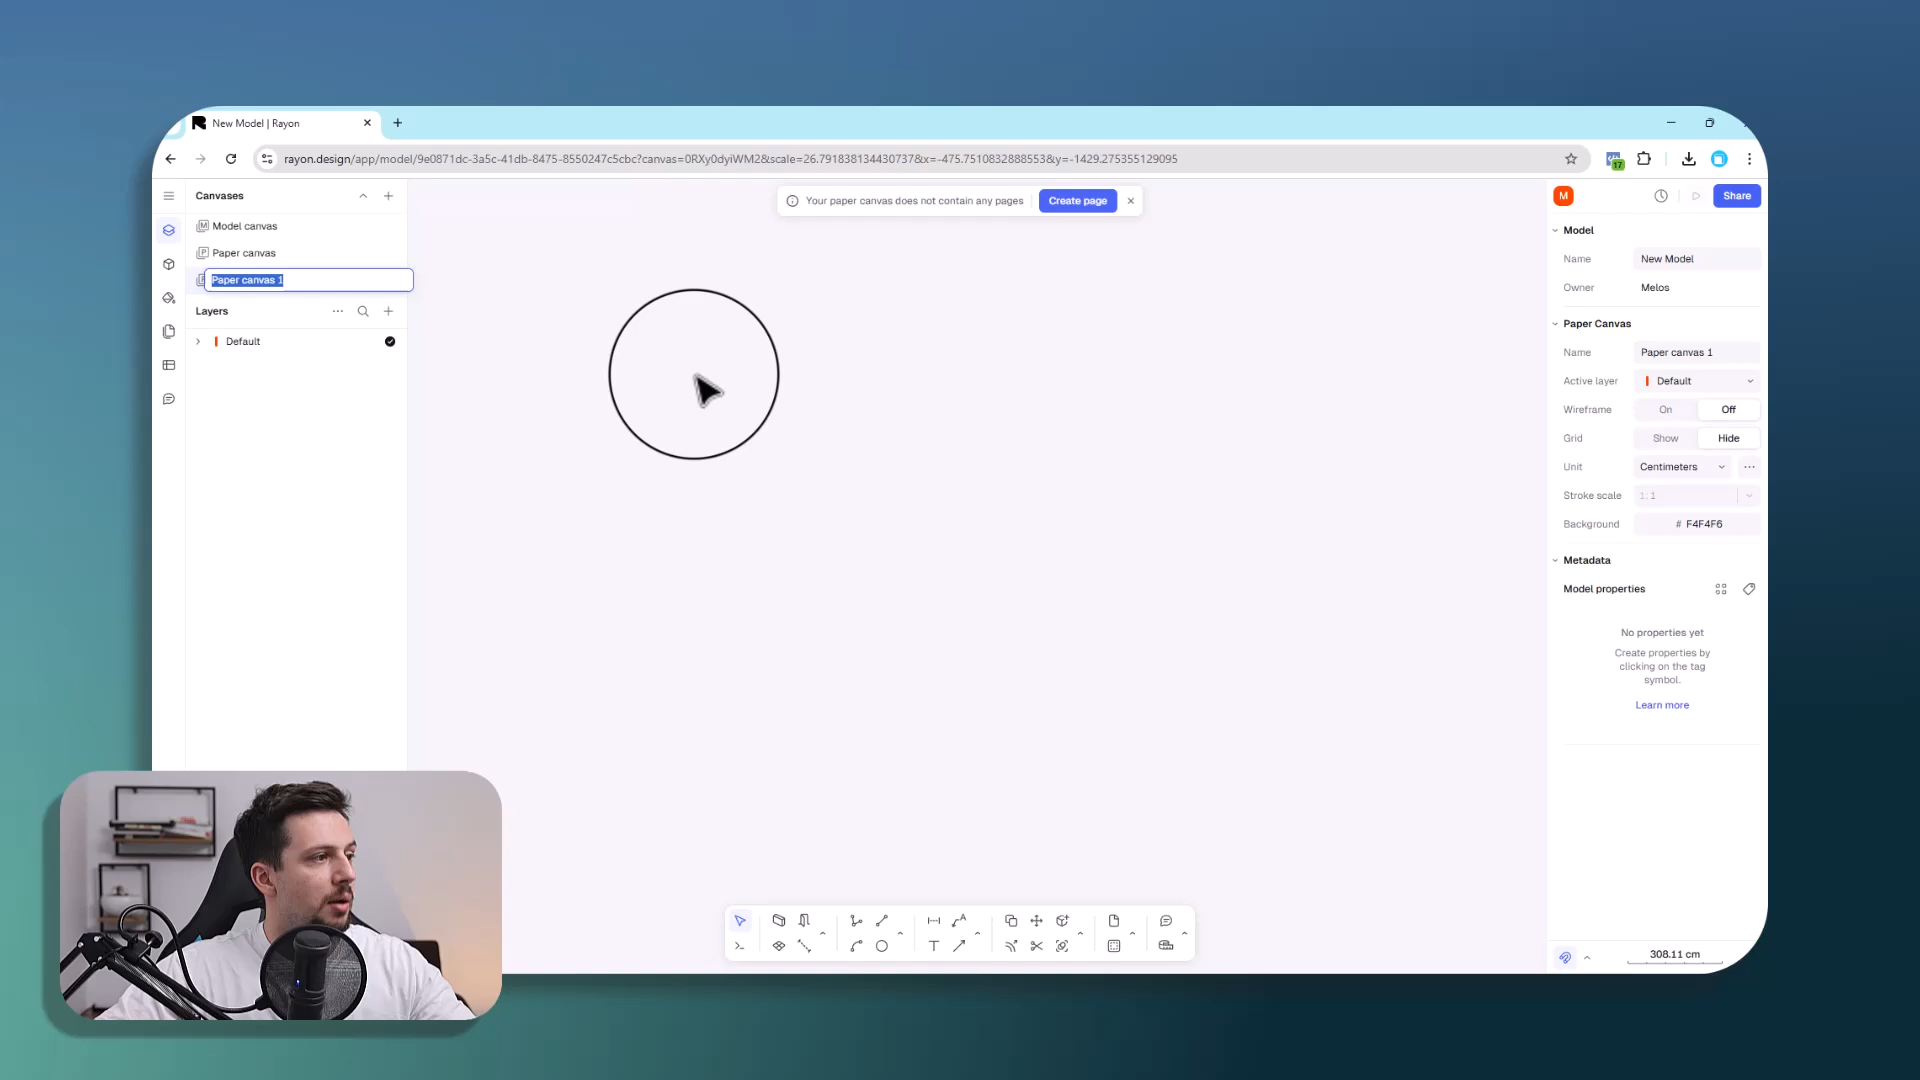 New Model | Rayon
rayon.design/app/model/9e0871dc-3a5c-41db-8475-8550247c5cbc?canvas=0RXy0dyiWM2&scale=26.791838134430737&x=-475.75108328888553&y=-1429.275355129095
17
Canvases
Model canvas
Paper canvas
Paper canvas 1
Layers
Default
Your paper canvas does not contain any pages
Create page
M
Share
Model
Name New Model
Owner Melos
Paper Canvas
Name Paper canvas 1
Active layer Default
Wireframe On Off
Grid Show Hide
Unit Centimeters
Stroke scale 1: 1
Background # F4F4F6
Metadata
Model properties
No properties yet
Create properties by
clicking on the tag
symbol.
Learn more
308.11 cm